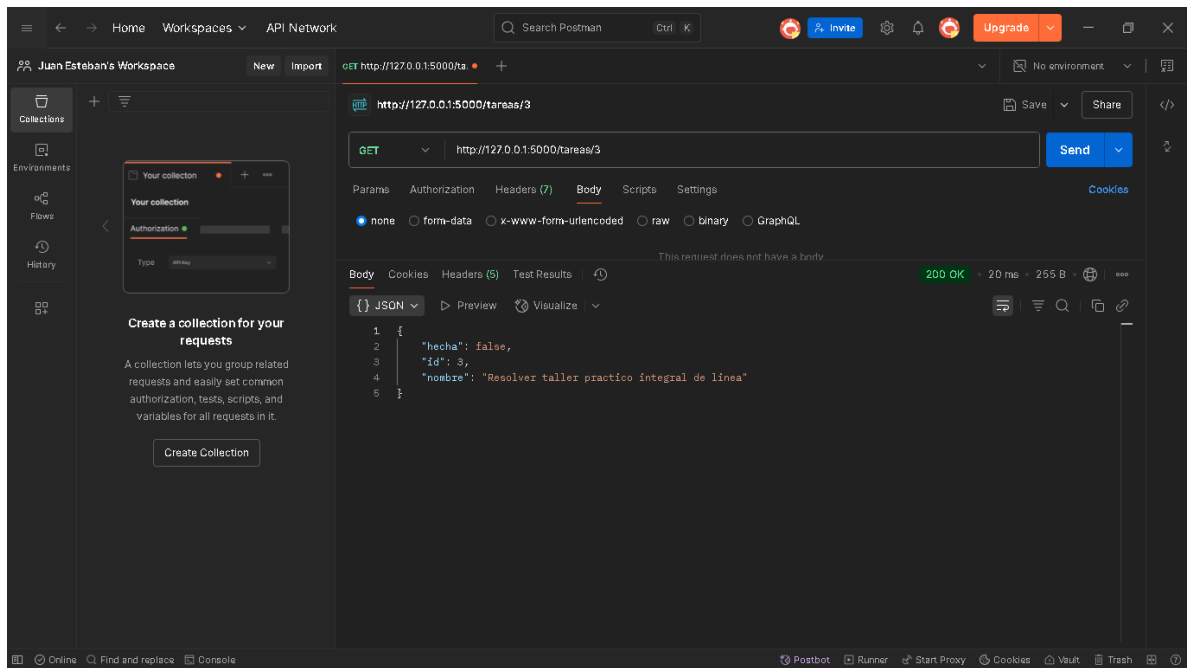 Home Workspaces API Network Search Postman Ctrl K Invite Upgrade
Juan Esteban's Workspace New Import GET http://127.0.0.1:5000/ta. No environment
Collections
Environments
Flows
History
Your collecton
Your collection
Authorization
Type API Key
Create a collection for your
requests
A collection lets you group related
requests and easily set common
authorization, tests, scripts, and
variables for all requests in it.
Create Collection
HTTP http://127.0.0.1:5000/tareas/3 Save Share
GET http://127.0.0.1:5000/tareas/3 Send
Params Authorization Headers (7) Body Scripts Settings Cookies
none form-data x-www-form-urlencoded raw binary GraphQL
This request does not have a body
Body Cookies Headers (5) Test Results 200 OK 20 ms 255 B
{} JSON Preview Visualize
1 {
2 "hecha": false,
3 "id": 3,
4 "nombre": "Resolver taller practico integral de linea"
5 }
Online Find and replace Console Postbot Runner Start Proxy Cookies Vault Trash